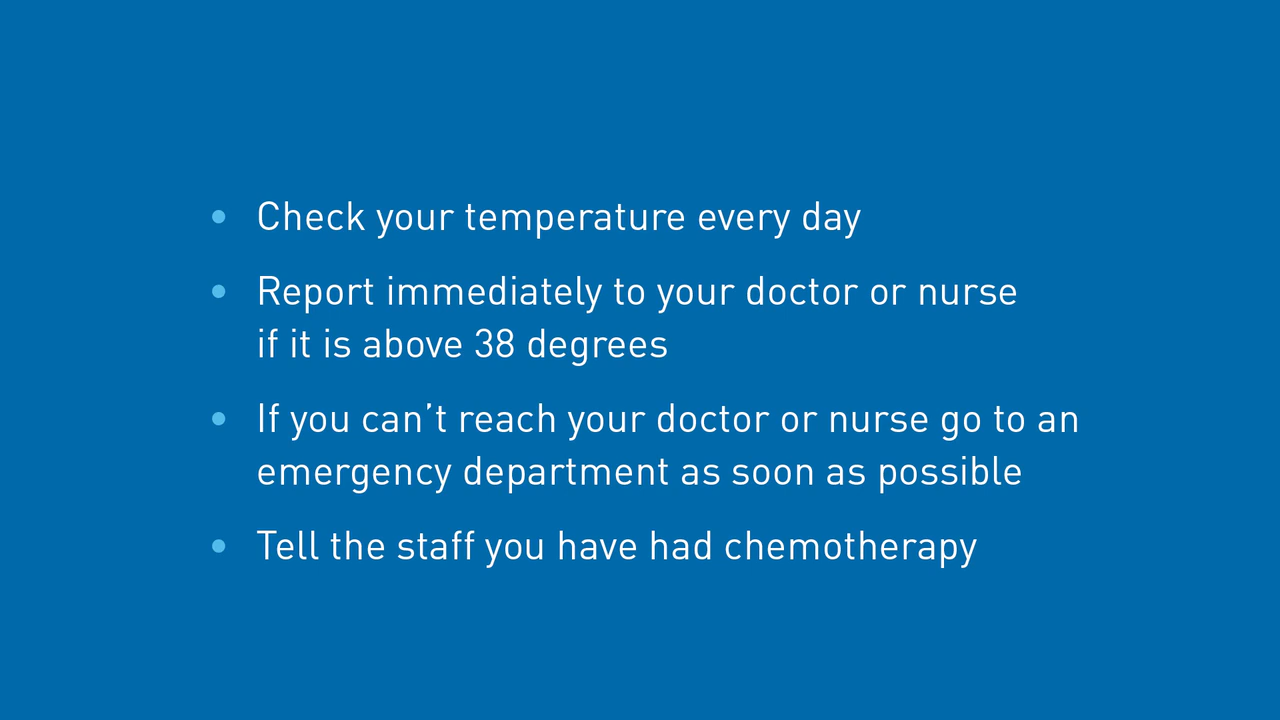 • Check your temperature every day
• Report immediately to your doctor or nurse
if it is above 38 degrees
• If you can’t reach your doctor or nurse go to an
emergency department as soon as possible
• Tell the staff you have had chemotherapy